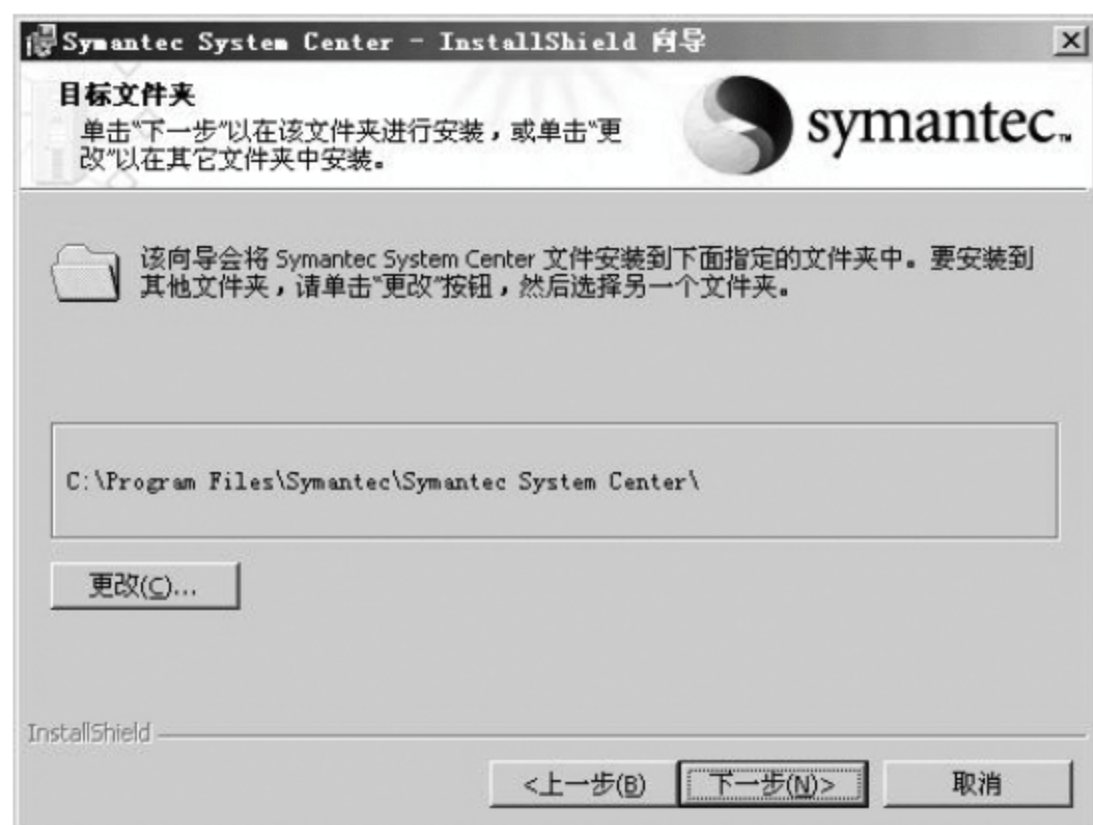 Symantec System Center - InstallShield 向导
目标文件夹
单击“下一步”以在该文件夹进行安装，或单击“更
改”以在其它文件夹中安装。
symantec™
该向导会将 Symantec System Center 文件安装到下面指定的文件夹中。要安装到
其他文件夹，请单击“更改”按钮，然后选择另一个文件夹。
C:\Program Files\Symantec\Symantec System Center\
更改(C)...
InstallShield
<上一步(B) 下一步(N)> 取消